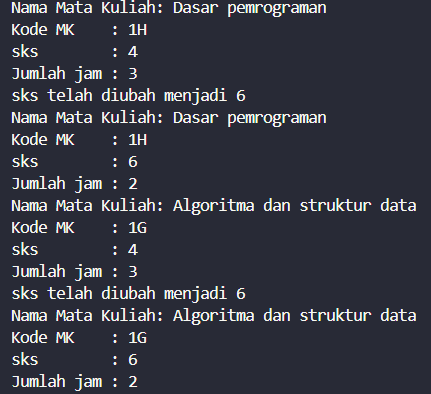 Nama Mata Kuliah: Dasar pemrograman
Kode MK    : 1H
sks        : 4
Jumlah jam : 3
sks telah diubah menjadi 6
Nama Mata Kuliah: Dasar pemrograman
Kode MK    : 1H
sks        : 6
Jumlah jam : 2
Nama Mata Kuliah: Algoritma dan struktur data
Kode MK    : 1G
sks        : 4
Jumlah jam : 3
sks telah diubah menjadi 6
Nama Mata Kuliah: Algoritma dan struktur data
Kode MK    : 1G
sks        : 6
Jumlah jam : 2